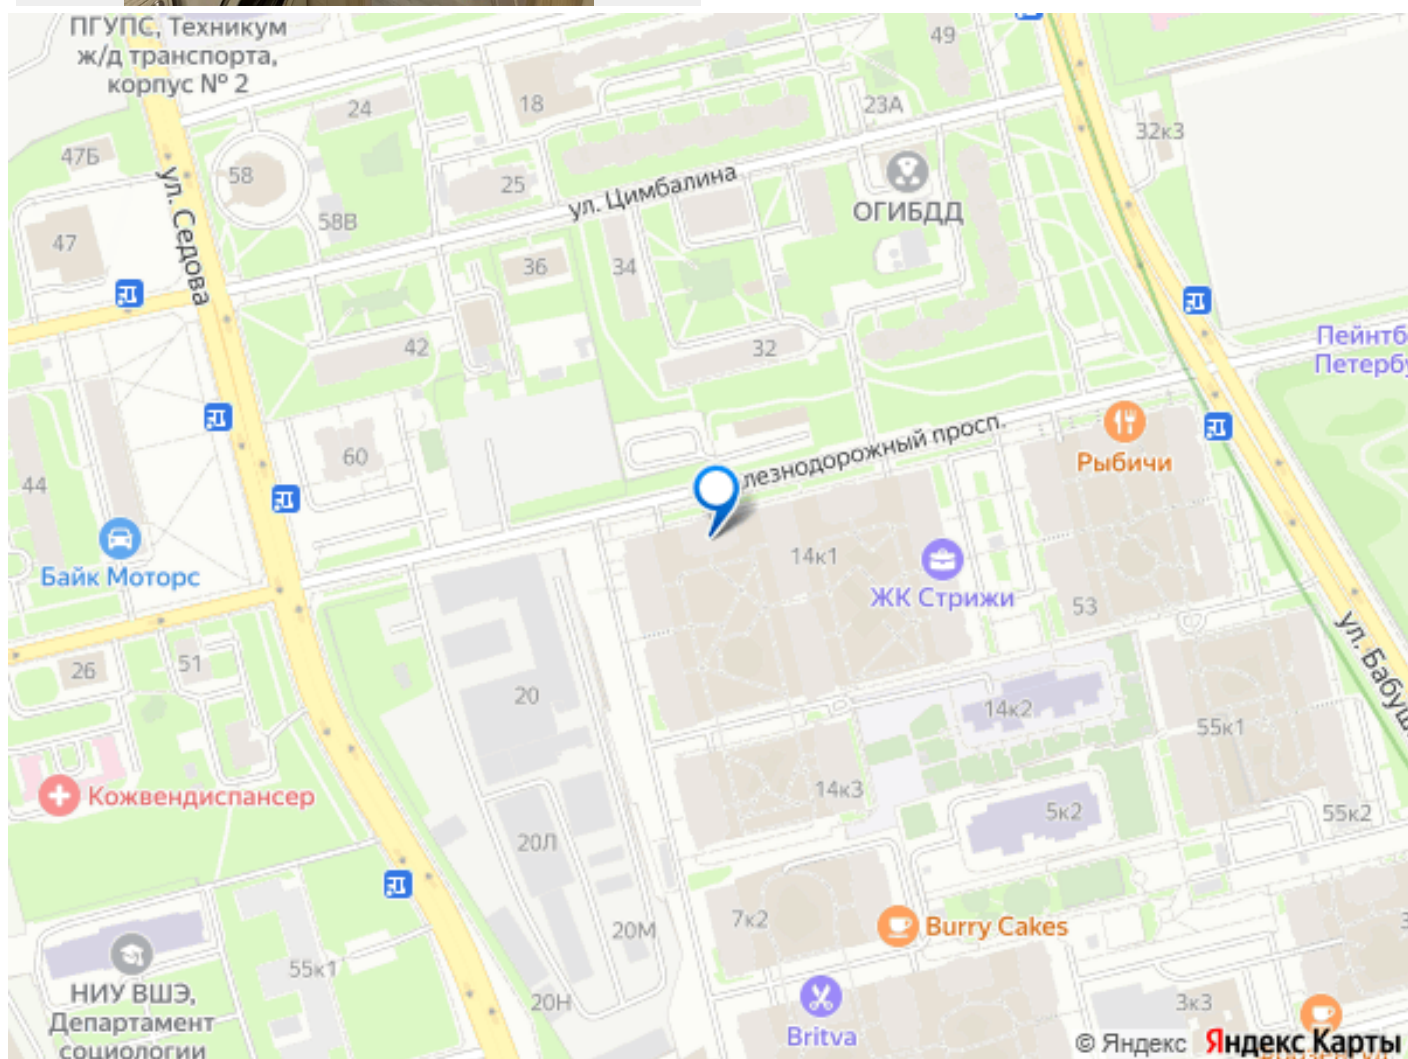 ПГУПС, Техникум
ж/д транспорта,
корпус № 2
49
24
18
23А
32к3
47Б
58
25
ул. Цимбалина
ул. Седова
58В
ОГИБДД
47
36
34
Пейнтб
Петербу
42
32
лезнодорожный просп.
60
Рыбичи
44
14к1
Байк Моторс
ЖК Стрижи
53
ул. Бабуш
26
51
20
14к2
55к1
Кожвендиспансер
14к3
5к2
55к2
20Л
7к2
Burry Cakes
20М
55к1
НИУ ВШЭ,
Департамент
социологии
20Н
3к3
Britva
© Яндекс Яндекс Карты